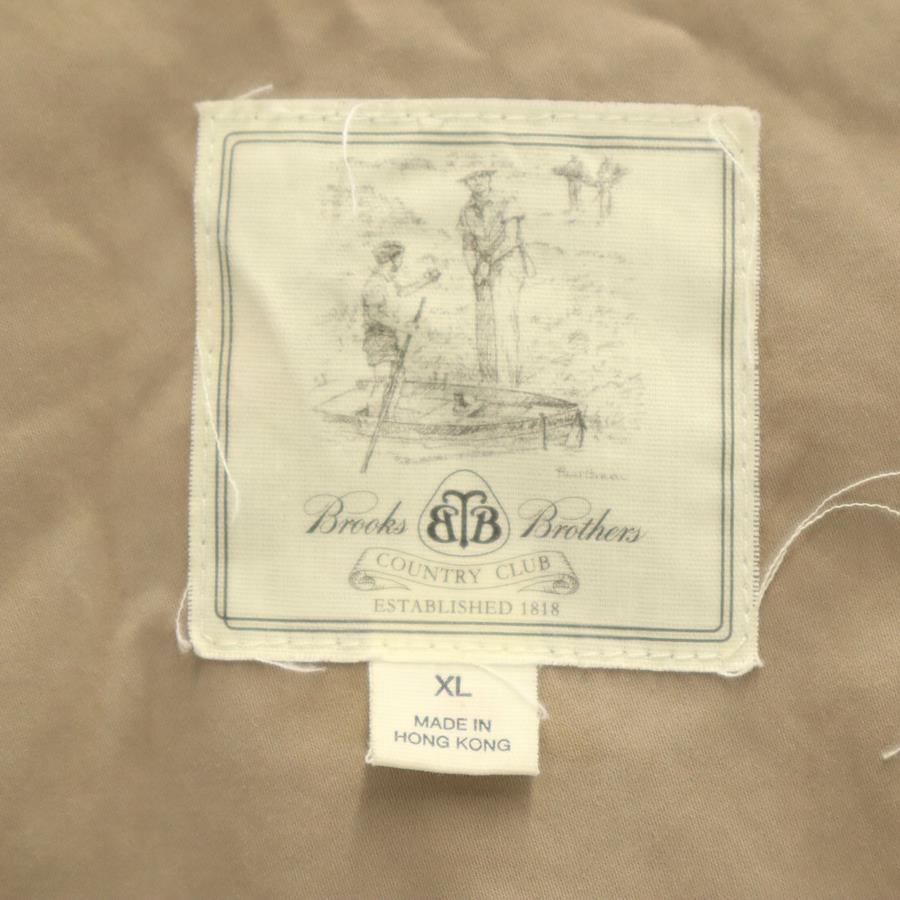 Brooks BB Brothers
COUNTRY CLUB
ESTABLISHED 1818
XL
MADE IN
HONG KONG